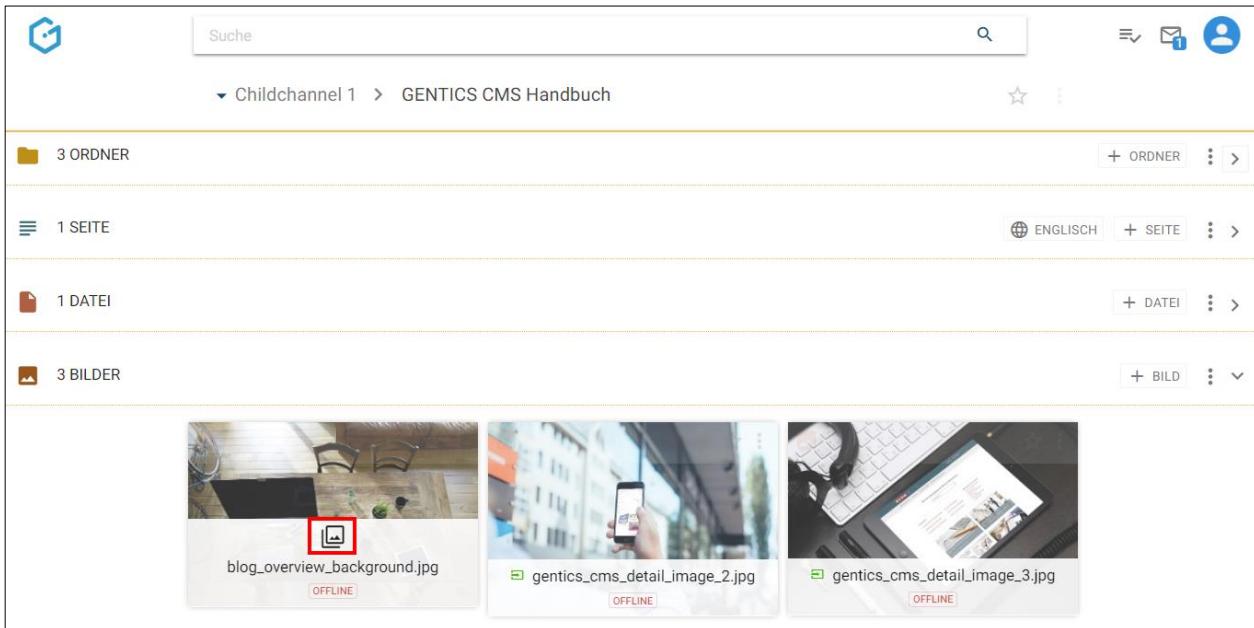 Suche
1
Childchannel 1 > GENTICS CMS Handbuch
3 ORDNER
+ ORDNER
1 SEITE
ENGLISCH
+ SEITE
1 DATEI
+ DATEI
3 BILDER
+ BILD
blog_overview_background.jpg
OFFLINE
gentics_cms_detail_image_2.jpg
OFFLINE
gentics_cms_detail_image_3.jpg
OFFLINE